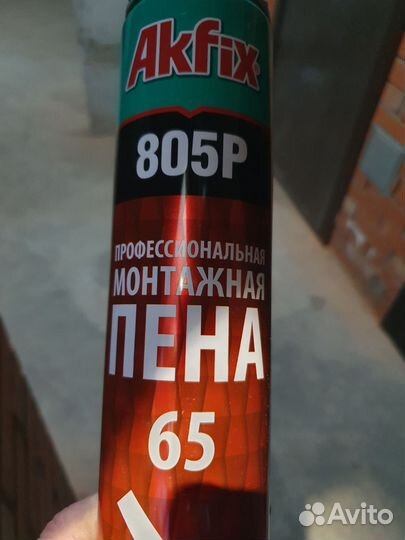 Akfix
805P
ПРОФЕССИОНАЛЬНАЯ
МОНТАЖНАЯ
ПЕНА
65
Avito